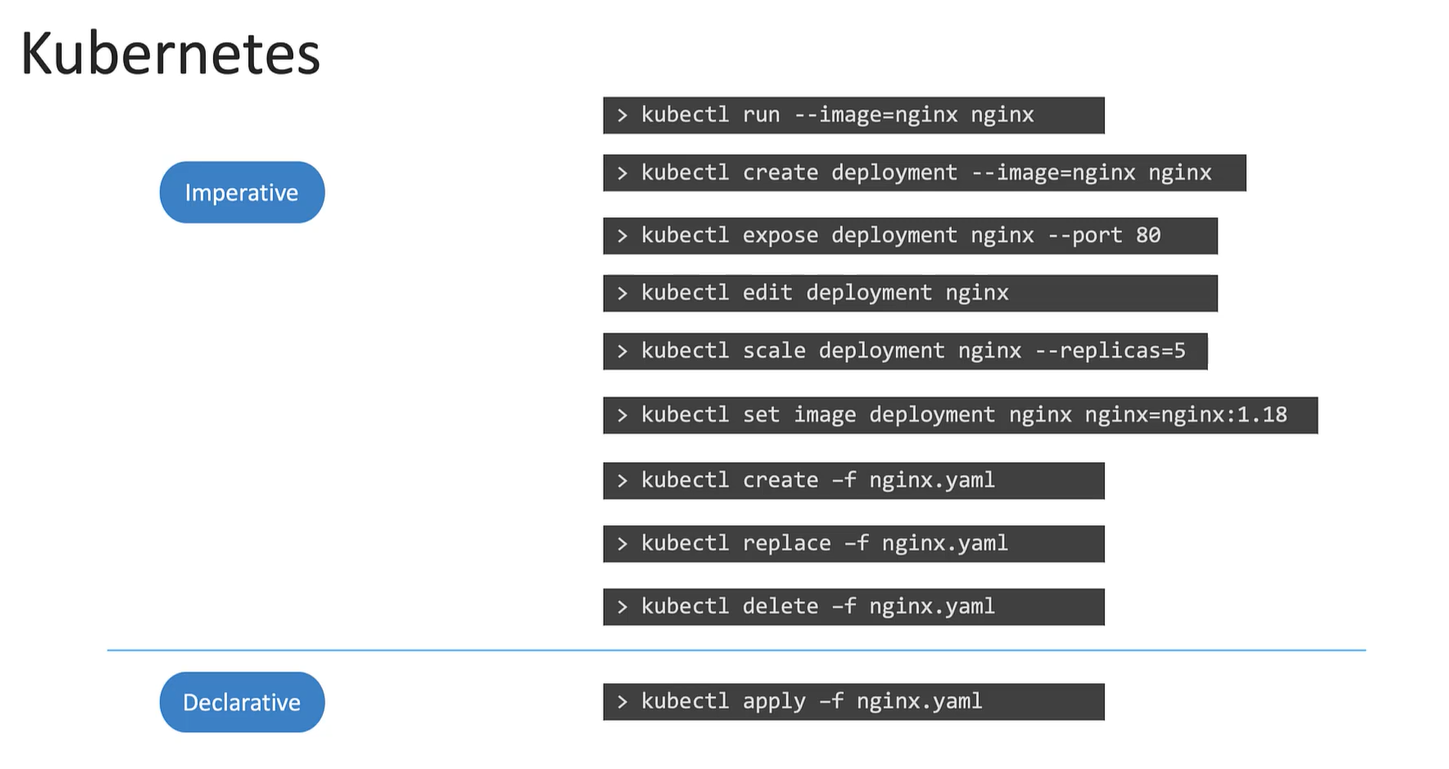 Kubernetes
> kubectl run --image=nginx nginx
> kubectl create deployment --image=nginx nginx
Imperative
> kubectl expose deployment nginx --port 80
> kubectl edit deployment nginx
> kubectl scale deployment nginx --replicas=5
> kubectl set image deployment nginx nginx=nginx:1.18
> kubectl create –f nginx.yaml
> kubectl replace –f nginx.yaml
> kubectl delete –f nginx.yaml
Declarative
> kubectl apply –f nginx.yaml